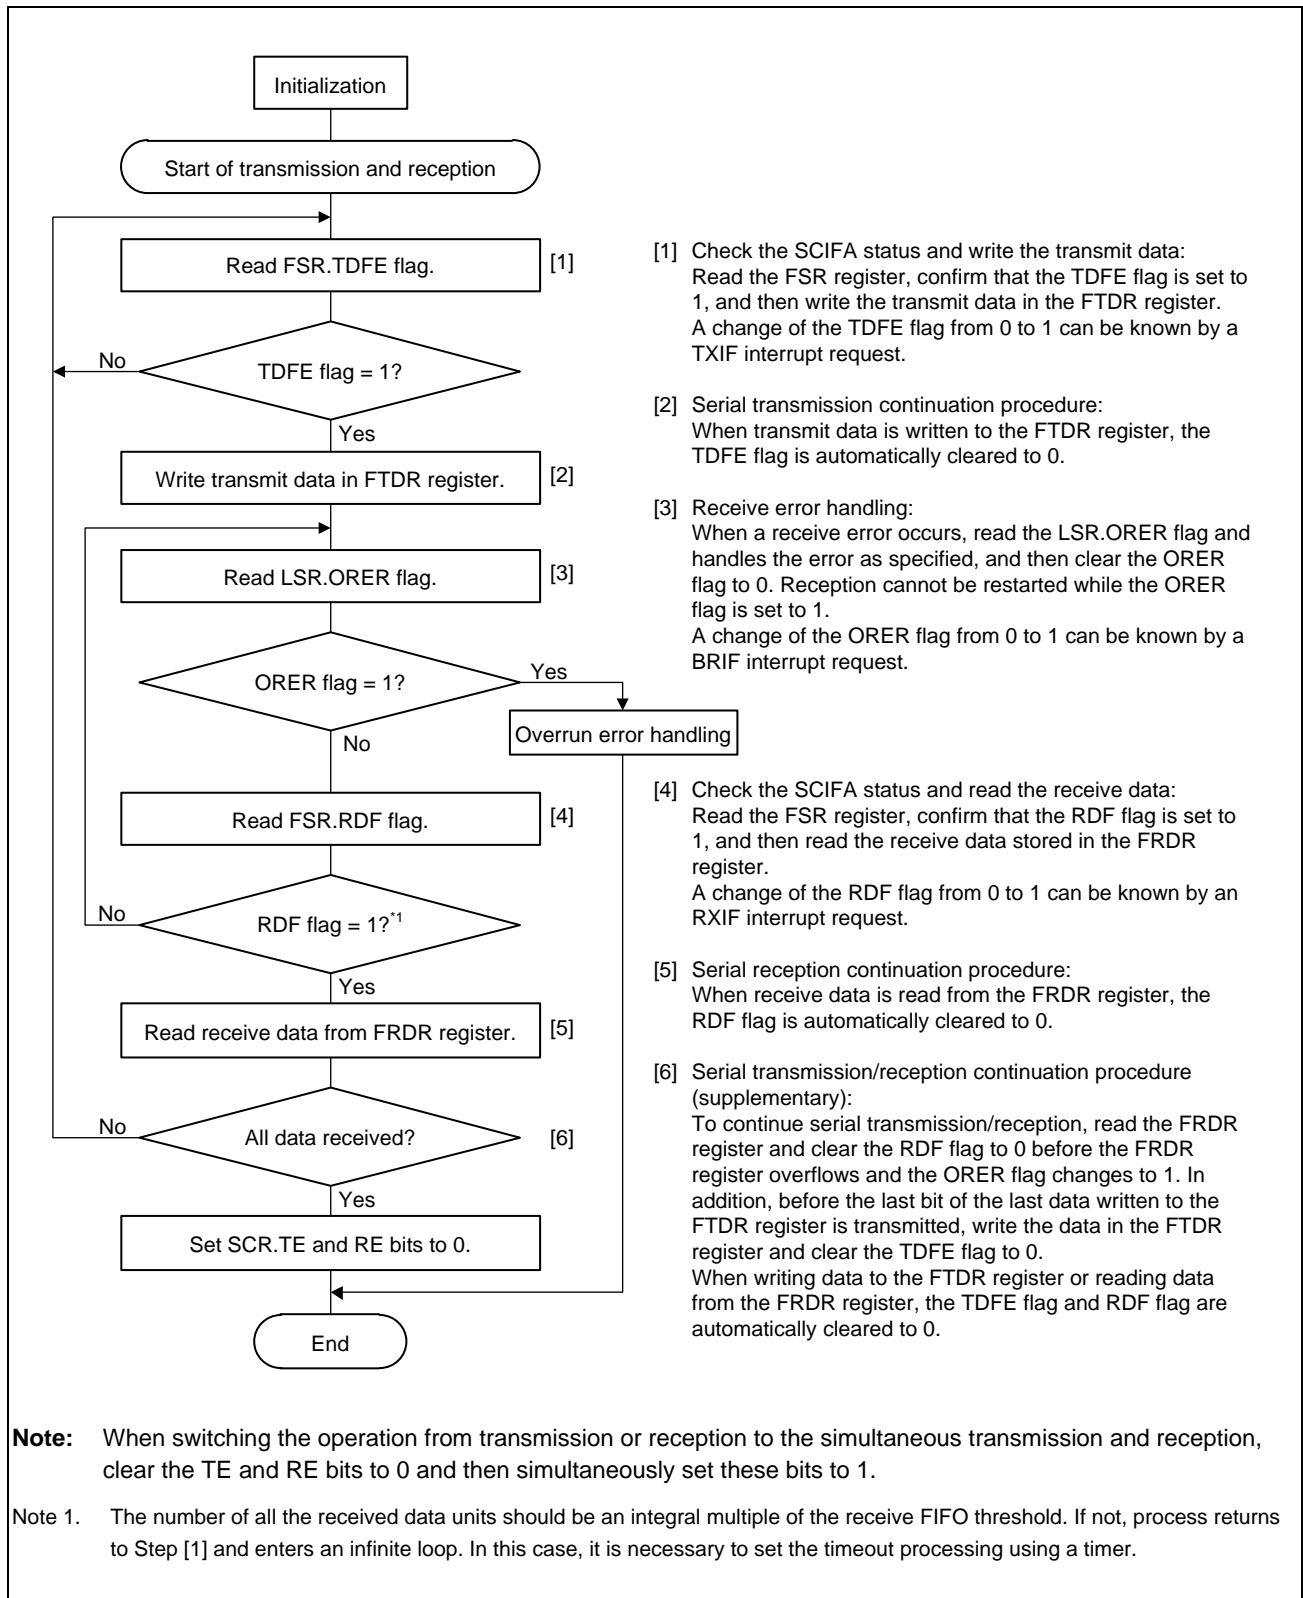 Initialization
Start of transmission and reception
Read FSR.TDFE flag.
[1]
TDFE flag = 1?
No
Yes
Write transmit data in FTDR register.
[2]
Read LSR.ORER flag.
[3]
ORER flag = 1?
Yes
Overrun error handling
No
Read FSR.RDF flag.
[4]
No
RDF flag = 1?*1
Yes
Read receive data from FRDR register.
[5]
No
All data received?
[6]
Yes
Set SCR.TE and RE bits to 0.
End
[1] Check the SCIFA status and write the transmit data:
Read the FSR register, confirm that the TDFE flag is set to
1, and then write the transmit data in the FTDR register.
A change of the TDFE flag from 0 to 1 can be known by a
TXIF interrupt request.
[2] Serial transmission continuation procedure:
When transmit data is written to the FTDR register, the
TDFE flag is automatically cleared to 0.
[3] Receive error handling:
When a receive error occurs, read the LSR.ORER flag and
handles the error as specified, and then clear the ORER
flag to 0. Reception cannot be restarted while the ORER
flag is set to 1.
A change of the ORER flag from 0 to 1 can be known by a
BRIF interrupt request.
[4] Check the SCIFA status and read the receive data:
Read the FSR register, confirm that the RDF flag is set to
1, and then read the receive data stored in the FRDR
register.
A change of the RDF flag from 0 to 1 can be known by an
RXIF interrupt request.
[5] Serial reception continuation procedure:
When receive data is read from the FRDR register, the
RDF flag is automatically cleared to 0.
[6] Serial transmission/reception continuation procedure
(supplementary):
To continue serial transmission/reception, read the FRDR
register and clear the RDF flag to 0 before the FRDR
register overflows and the ORER flag changes to 1. In
addition, before the last bit of the last data written to the
FTDR register is transmitted, write the data in the FTDR
register and clear the TDFE flag to 0.
When writing data to the FTDR register or reading data
from the FRDR register, the TDFE flag and RDF flag are
automatically cleared to 0.
Note: When switching the operation from transmission or reception to the simultaneous transmission and reception,
clear the TE and RE bits to 0 and then simultaneously set these bits to 1.
Note 1. The number of all the received data units should be an integral multiple of the receive FIFO threshold. If not, process returns
to Step [1] and enters an infinite loop. In this case, it is necessary to set the timeout processing using a timer.